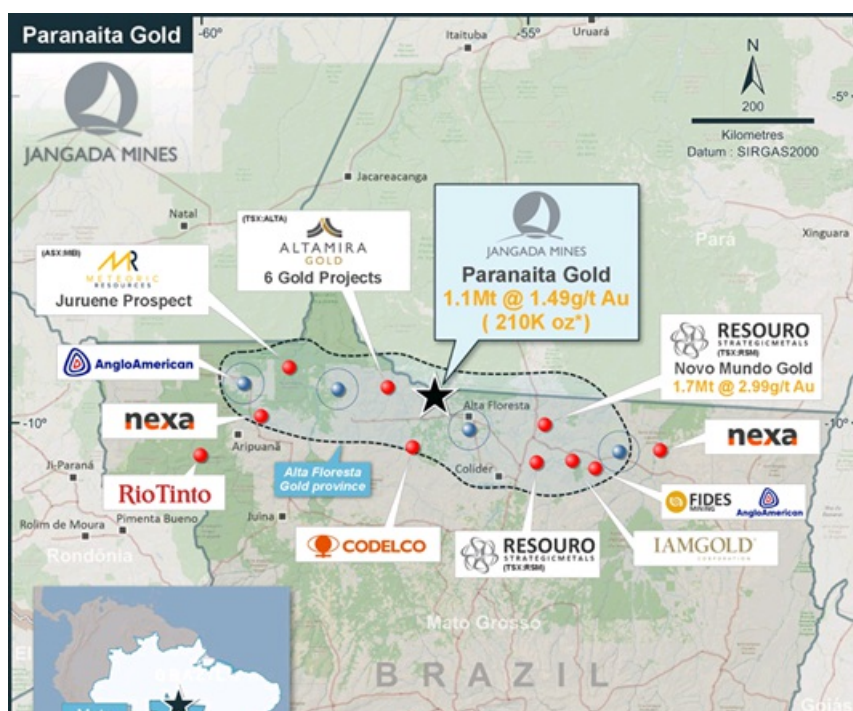 Paranaita Gold
-60°
-55°
Itaituba
Uruará
N
200
Kilometres
Datum : SIRGAS2000
-5°
JANGADA MINES
Jacareacanga
Natal
Pará
Xinguara
(ASX:MEI)
METEORIC
RESOURCES
Juruene Prospect
(TSX:ALTA)
ALTAMIRA
GOLD
6 Gold Projects
JANGADA MINES
Paranaita Gold
1.1Mt @ 1.49g/t Au
( 210K oz*)
RESOURO
STRATEGICMETALS
(TSX:RSM)
Novo Mundo Gold
1.7Mt @ 2.99g/t Au
AngloAmerican
nexa
Alta Floresta
-10°
-10°
nexa
Aripuanã
Ji-Paraná
Alta Floresta
Gold province
Colíder
RioTinto
FIDES
MINING
AngloAmerican
Rolim de Moura
Pimenta Bueno
Juina
CODELCO
RESOURO
STRATEGICMETALS
(TSX:RSM)
IAMGOLD
CORPORATION
Rondônia
Mato Grosso
BRAZIL
Goiás